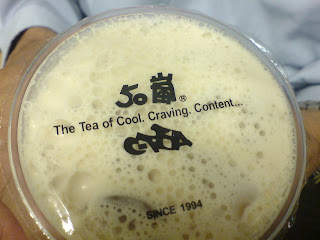 50嵐®
The Tea of Cool. Craving. Content...
SINCE 1994